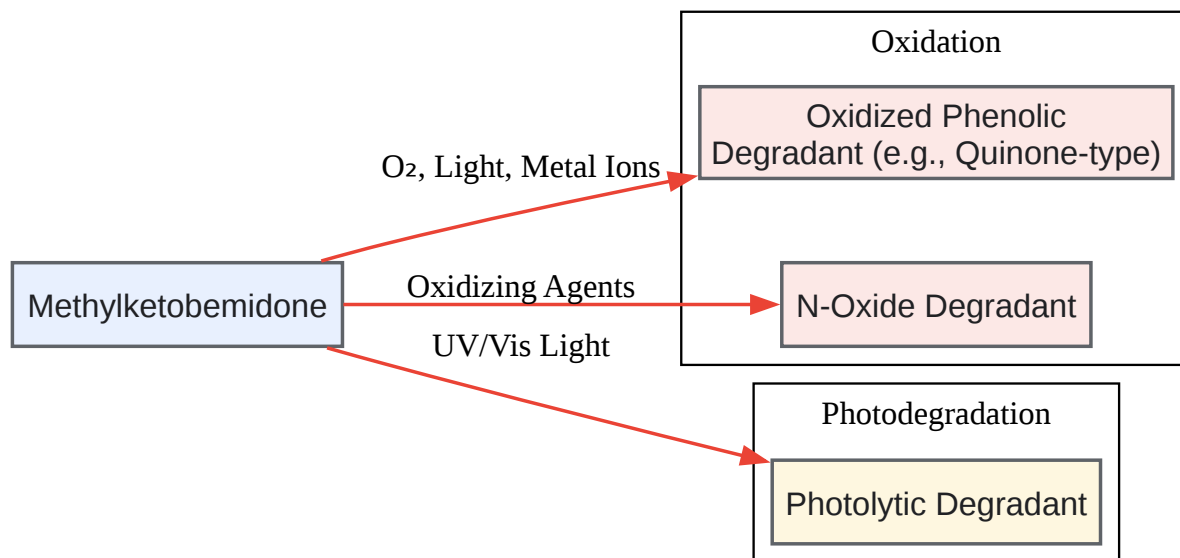 Oxidation
Oxidized Phenolic
Degradant (e.g., Quinone-type)
O₂, Light, Metal Ions
Methylketobemidone
Oxidizing Agents
N-Oxide Degradant
UV/Vis Light
Photodegradation
Photolytic Degradant